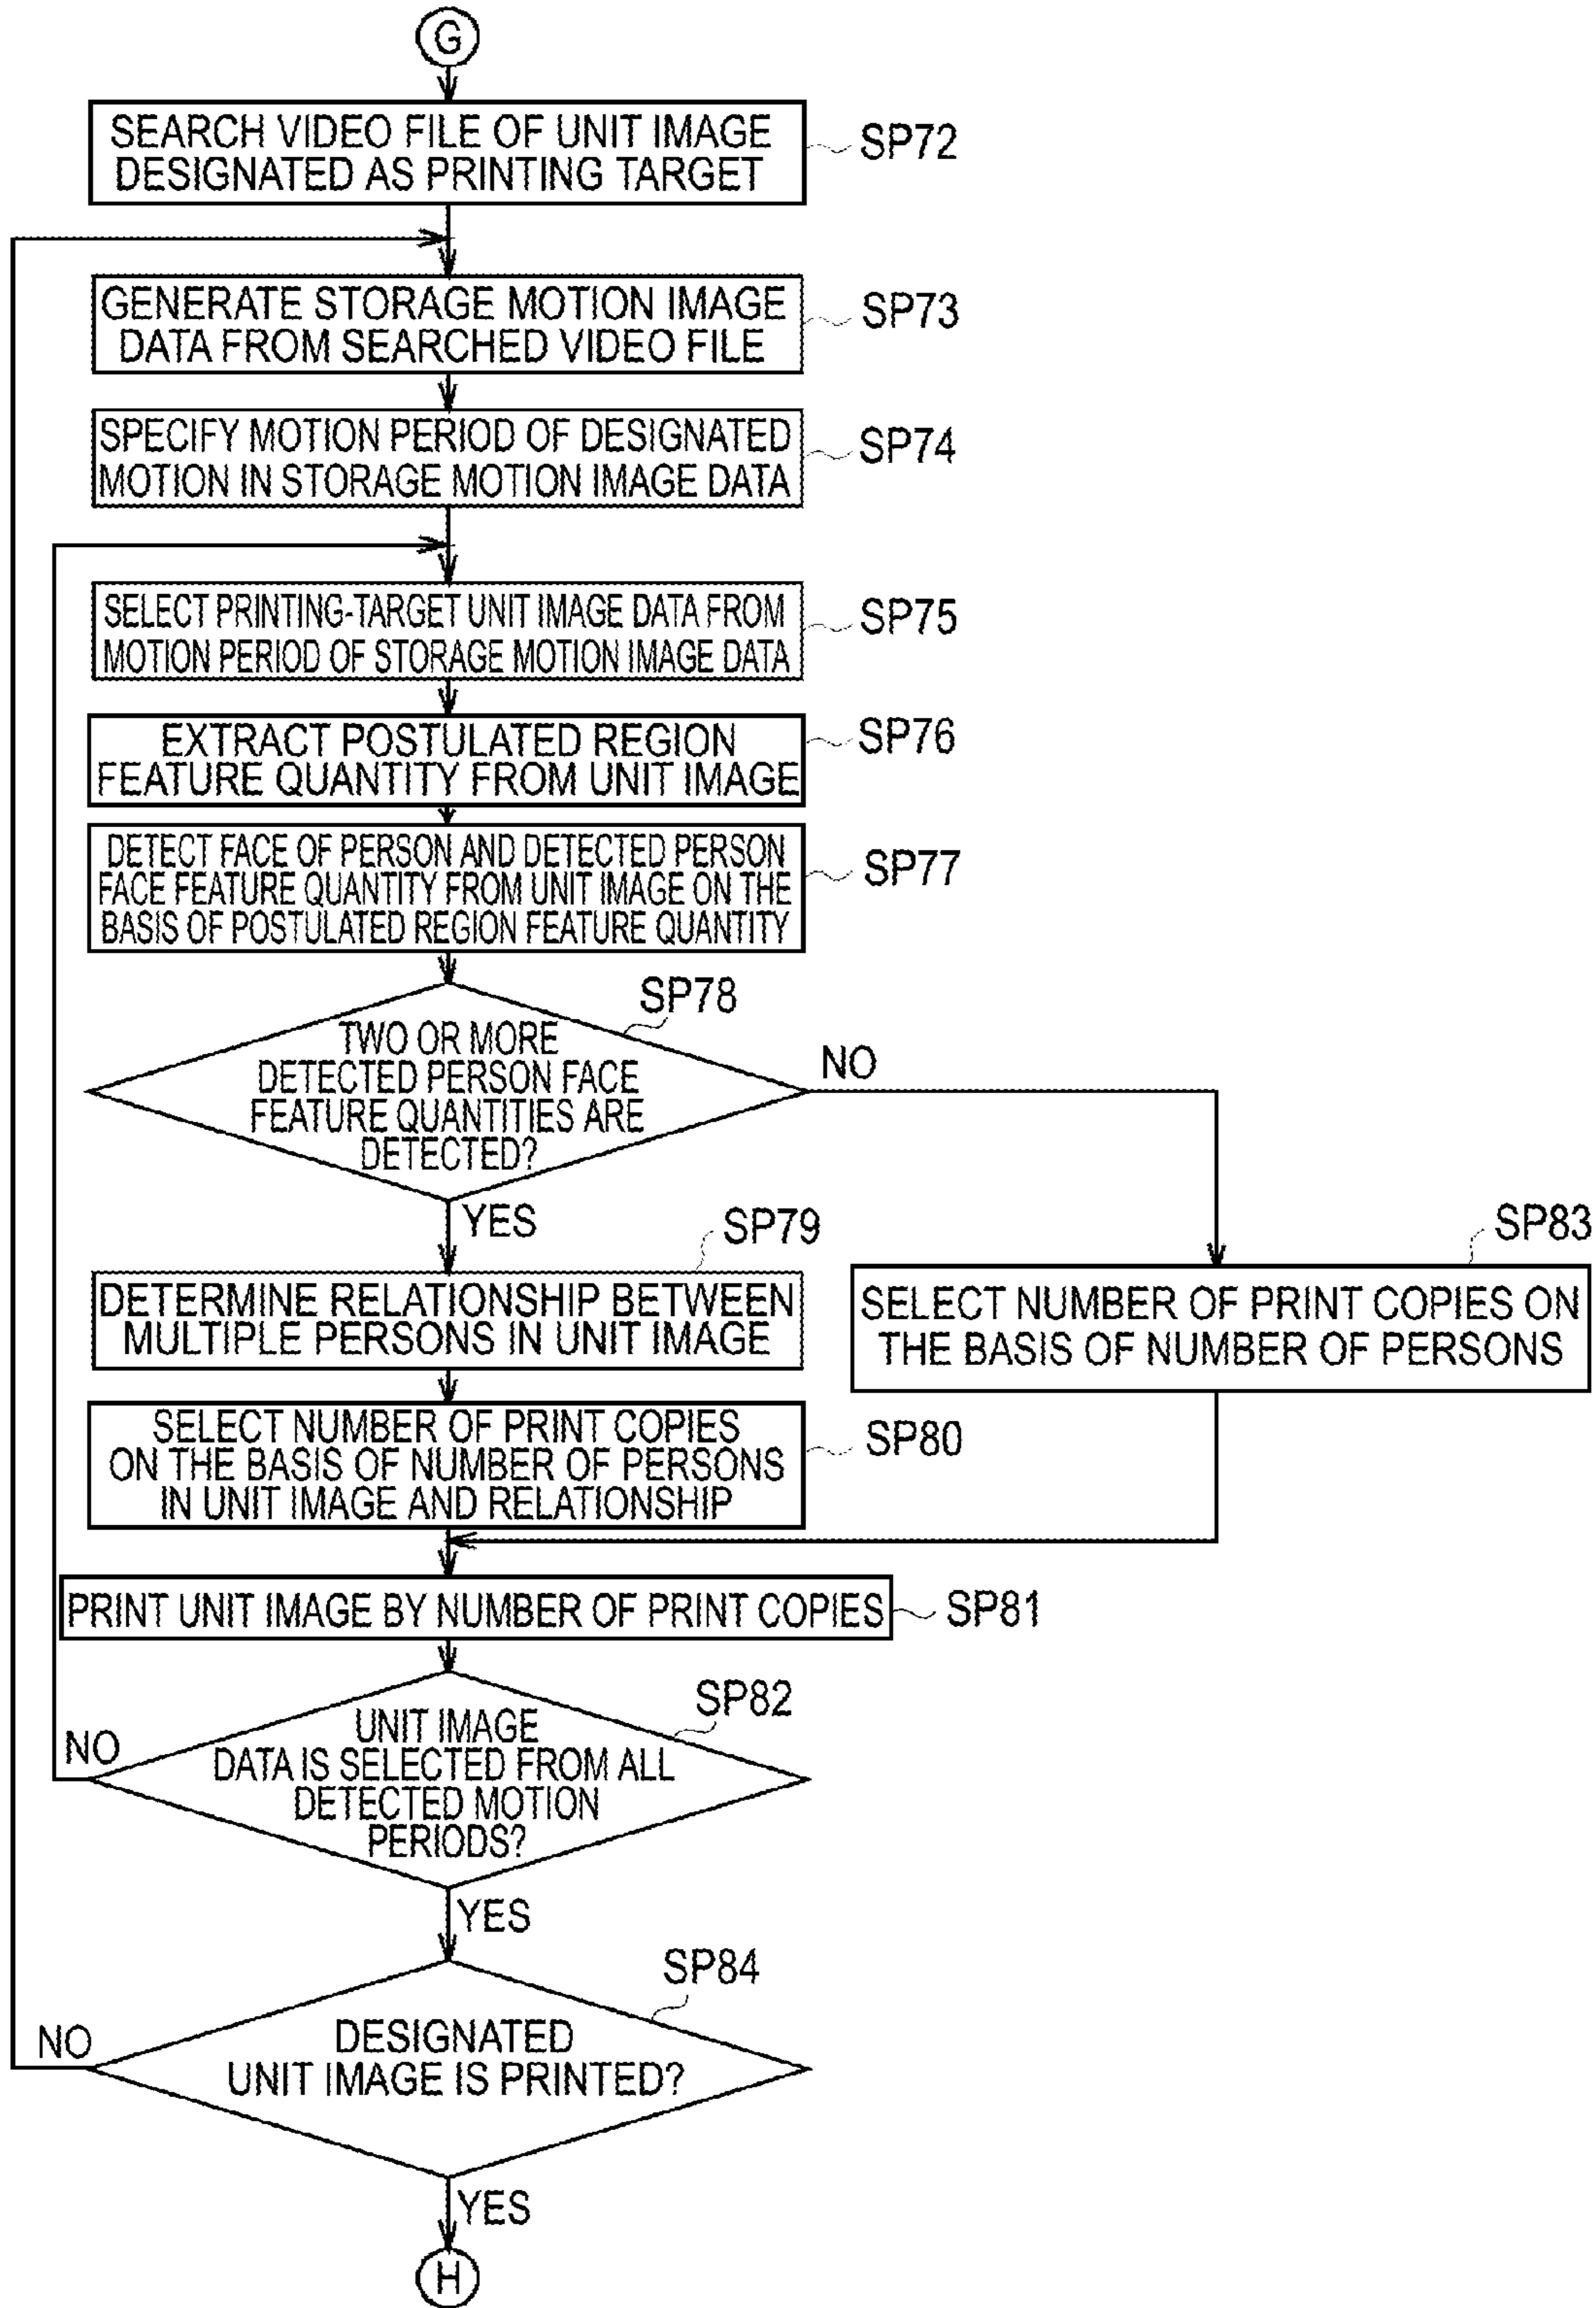 G
SEARCH VIDEO FILE OF UNIT IMAGE
DESIGNATED AS PRINTING TARGET
SP72
GENERATE STORAGE MOTION IMAGE
DATA FROM SEARCHED VIDEO FILE
SP73
SPECIFY MOTION PERIOD OF DESIGNATED
MOTION IN STORAGE MOTION IMAGE DATA
SP74
SELECT PRINTING-TARGET UNIT IMAGE DATA FROM
MOTION PERIOD OF STORAGE MOTION IMAGE DATA
SP75
EXTRACT POSTULATED REGION
FEATURE QUANTITY FROM UNIT IMAGE
SP76
DETECT FACE OF PERSON AND DETECTED PERSON
FACE FEATURE QUANTITY FROM UNIT IMAGE ON THE
BASIS OF POSTULATED REGION FEATURE QUANTITY
SP77
SP78
TWO OR MORE
DETECTED PERSON FACE
FEATURE QUANTITIES ARE
DETECTED?
NO
YES
SP79
DETERMINE RELATIONSHIP BETWEEN
MULTIPLE PERSONS IN UNIT IMAGE
SP83
SELECT NUMBER OF PRINT COPIES ON
THE BASIS OF NUMBER OF PERSONS
SELECT NUMBER OF PRINT COPIES
ON THE BASIS OF NUMBER OF PERSONS
IN UNIT IMAGE AND RELATIONSHIP
SP80
PRINT UNIT IMAGE BY NUMBER OF PRINT COPIES
SP81
SP82
UNIT IMAGE
DATA IS SELECTED FROM ALL
DETECTED MOTION
PERIODS?
NO
YES
SP84
DESIGNATED
UNIT IMAGE IS PRINTED?
NO
YES
H